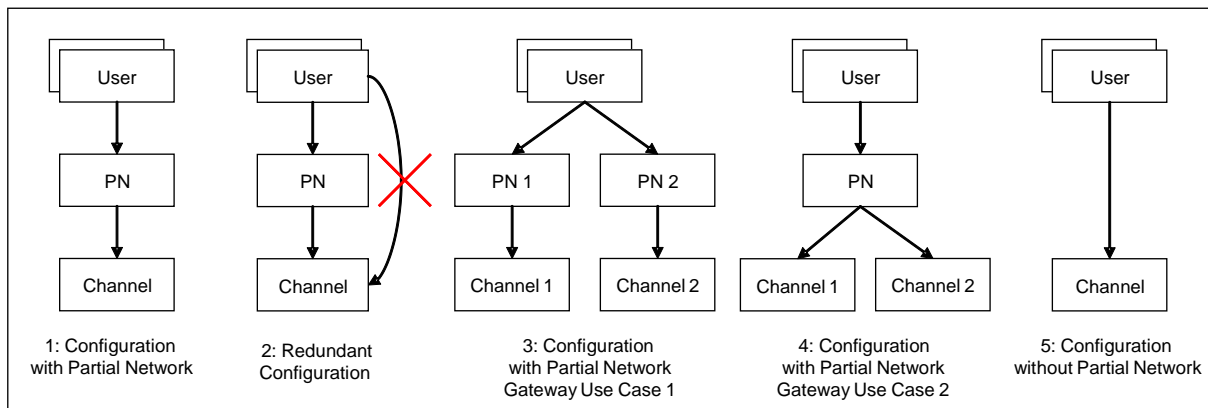 User
PN
Channel
1: Configuration
with Partial Network
User
PN
Channel
2: Redundant
Configuration
User
PN 1
PN 2
Channel 1
Channel 2
3: Configuration
with Partial Network
Gateway Use Case 1
User
PN
Channel 1
Channel 2
4: Configuration
with Partial Network
Gateway Use Case 2
User
Channel
5: Configuration
without Partial Network